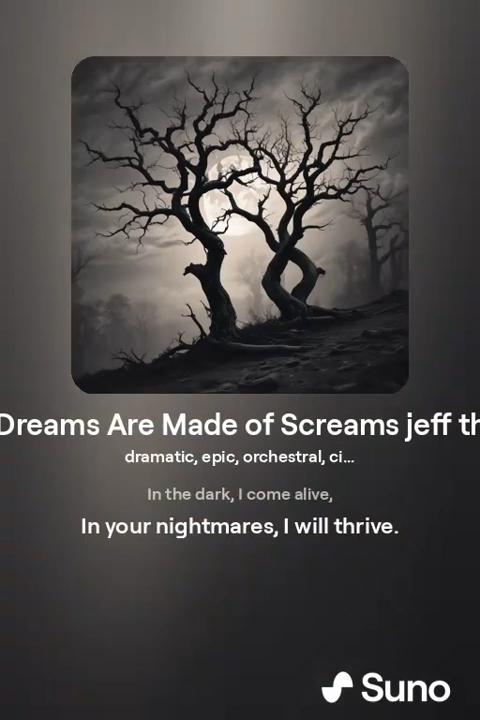 Dreams Are Made of Screams jeff th
dramatic, epic, orchestral, ci...
In the dark, I come alive,
In your nightmares, I will thrive.
Suno